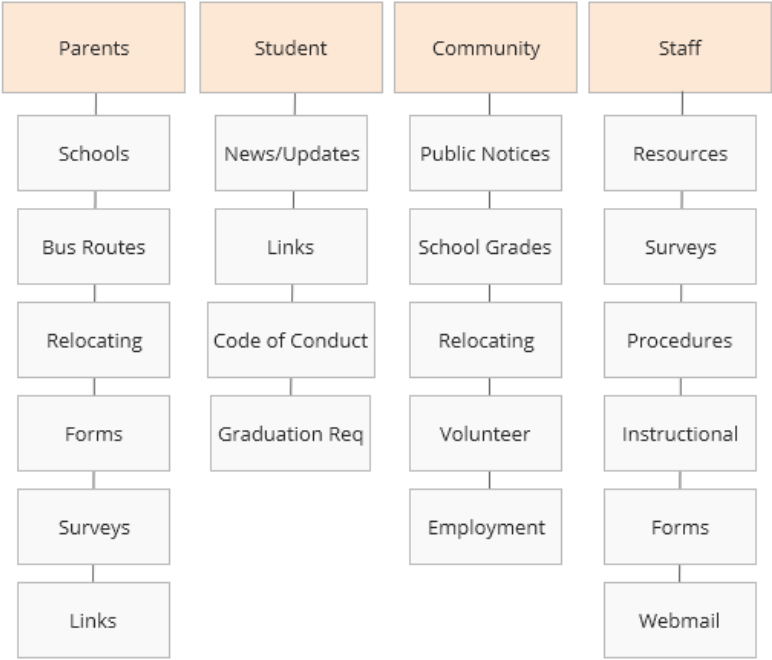 Parents
Schools
Bus Routes
Relocating
Forms
Surveys
Links
Student
News/Updates
Links
Code of Conduct
Graduation Req
Community
Public Notices
School Grades
Relocating
Volunteer
Employment
Staff
Resources
Surveys
Procedures
Instructional
Forms
Webmail